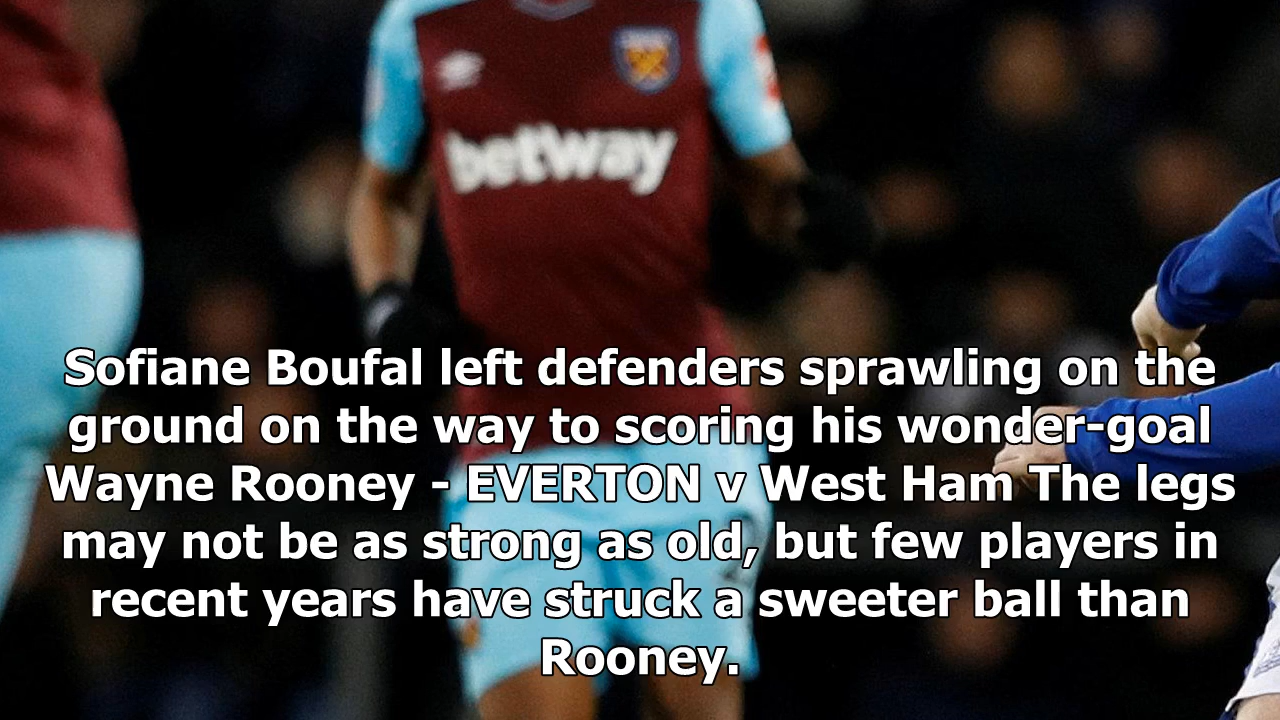 betway
Sofiane Boufal left defenders sprawling on the
ground on the way to scoring his wonder-goal
Wayne Rooney - EVERTON v West Ham The legs
may not be as strong as old, but few players in
recent years have struck a sweeter ball than
Rooney.